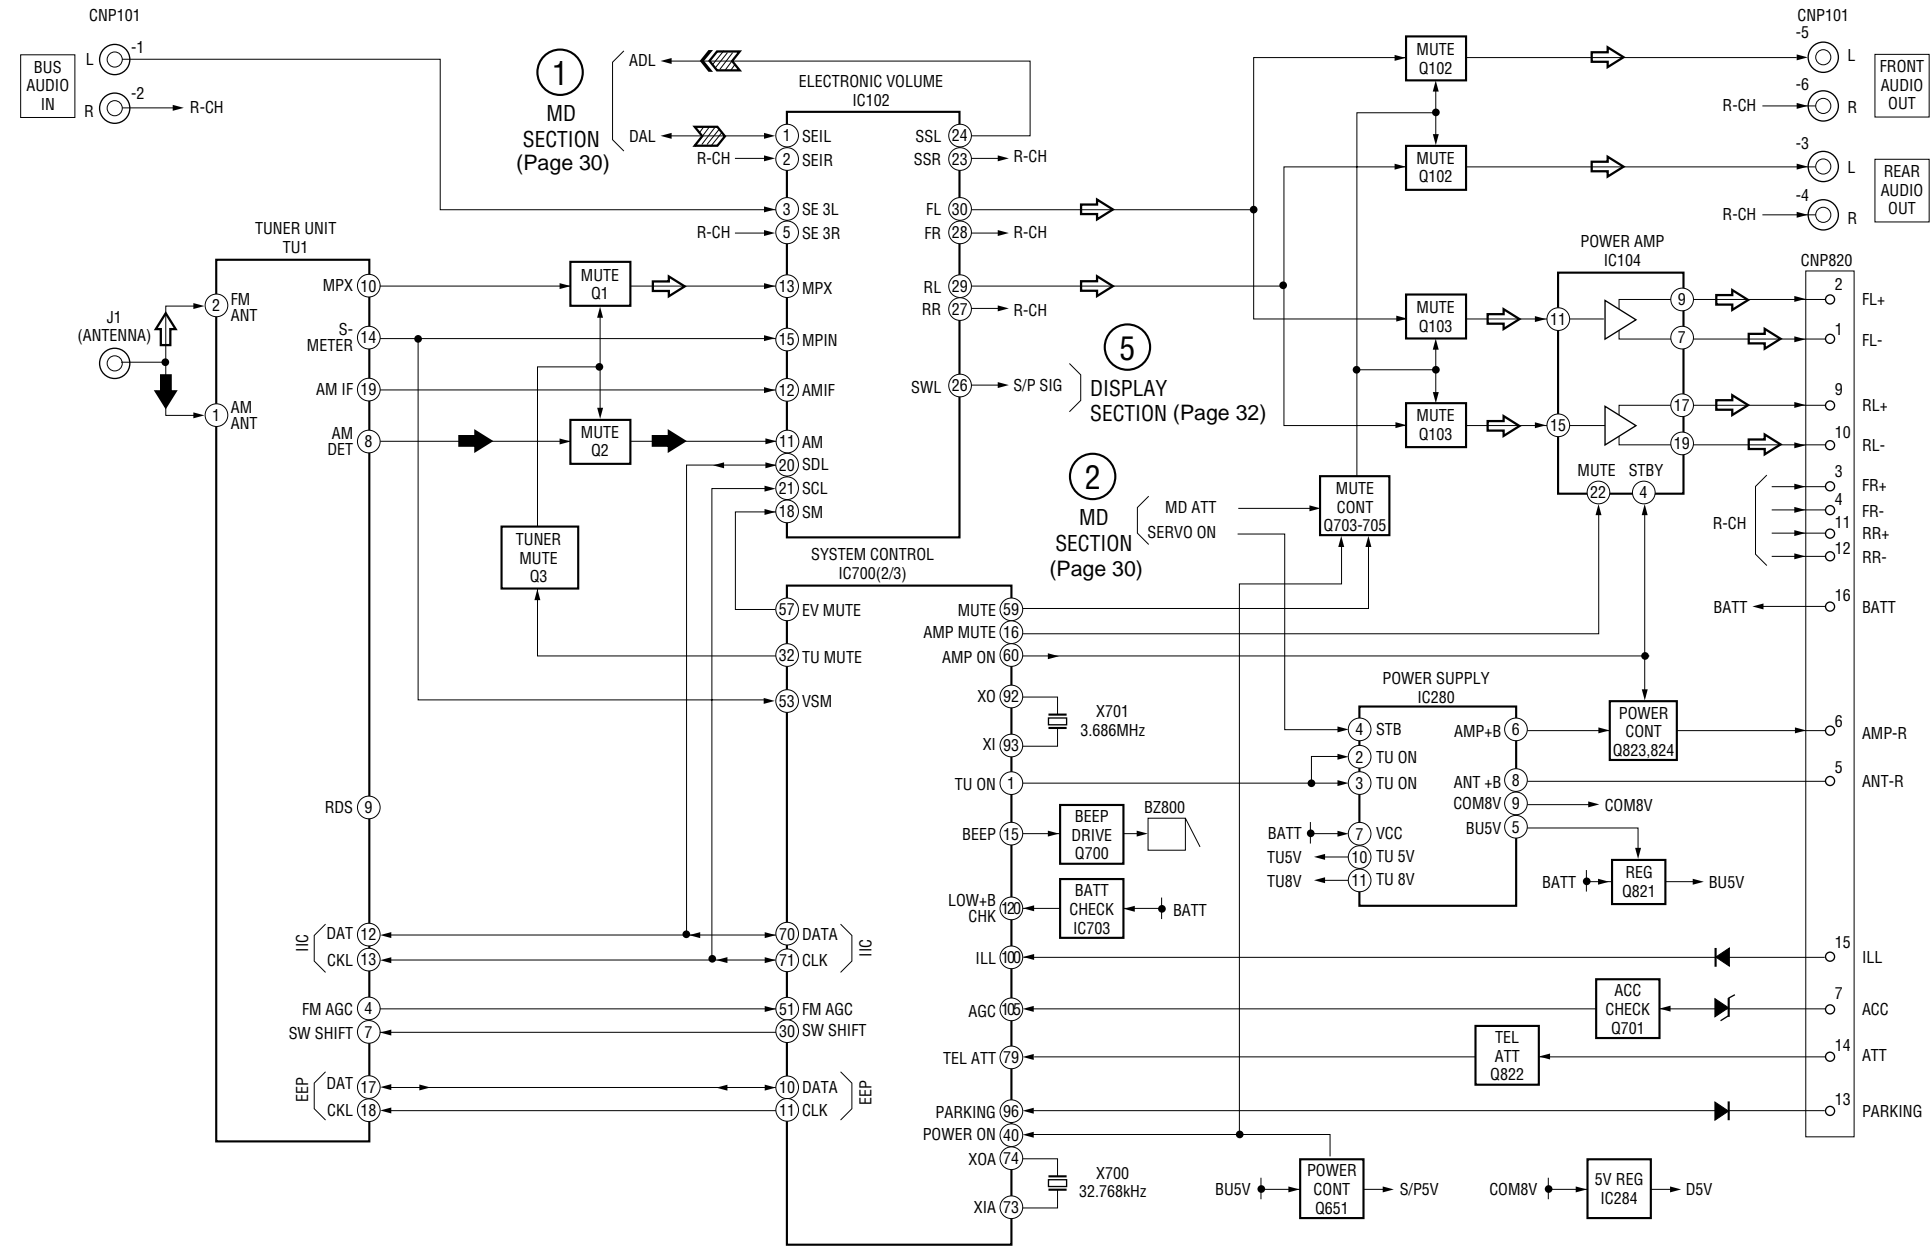 CNP101
BUS
AUDIO
IN
L
-1
R
-2
R-CH
1
MD
SECTION
(Page 30)
ADL
DAL
R-CH
R-CH
ELECTRONIC VOLUME
IC102
1 SEIL
2 SEIR
3 SE 3L
5 SE 3R
13 MPX
15 MPIN
12 AMIF
11 AM
20 SDL
21 SCL
18 SM
SSL 24
SSR 23
R-CH
FL 30
FR 28
R-CH
RL 29
RR 27
R-CH
SWL 26
S/P SIG
5
DISPLAY
SECTION (Page 32)
MUTE
Q102
MUTE
Q102
MUTE
Q103
MUTE
Q103
CNP101
-5
L
-6
R-CH
R
FRONT
AUDIO
OUT
-3
L
-4
R-CH
R
REAR
AUDIO
OUT
TUNER UNIT
TU1
J1
(ANTENNA)
2 FM
ANT
1 AM
ANT
MPX 10
S-
METER 14
AM IF 19
AM
DET 8
RDS 9
IIC
DAT 12
CKL 13
FM AGC 4
SW SHIFT 7
EEP
DAT 17
CKL 18
MUTE
Q1
MUTE
Q2
TUNER
MUTE
Q3
POWER AMP
IC104
11
9
7
15
17
19
MUTE
22
STBY
4
CNP820
2
FL+
1
FL-
9
RL+
10
RL-
3
FR+
4
FR-
R-CH
11
RR+
12
RR-
BATT
16
BATT
6
AMP-R
5
ANT-R
15
ILL
7
ACC
14
ATT
13
PARKING
2
MD
SECTION
(Page 30)
MD ATT
SERVO ON
MUTE
CONT
Q703-705
SYSTEM CONTROL
IC700(2/3)
57 EV MUTE
32 TU MUTE
53 VSM
70 DATA
71 CLK
IIC
51 FM AGC
30 SW SHIFT
10 DATA
11 CLK
EEP
MUTE 59
AMP MUTE 16
AMP ON 60
XO 92
XI 93
X701
3.686MHz
TU ON 1
BEEP 15
BEEP
DRIVE
Q700
BZ800
LOW+B
CHK 120
BATT
CHECK
IC703
BATT
ILL 100
AGC 105
TEL ATT 79
PARKING 96
POWER ON 40
XOA 74
XIA 73
X700
32.768kHz
POWER SUPPLY
IC280
4 STB
2 TU ON
3 TU ON
BATT
7 VCC
TU5V
10 TU 5V
TU8V
11 TU 8V
AMP+B 6
ANT +B 8
COM8V 9
COM8V
BU5V 5
POWER
CONT
Q823,824
BATT
REG
Q821
BU5V
ACC
CHECK
Q701
TEL
ATT
Q822
BU5V
POWER
CONT
Q651
S/P5V
COM8V
5V REG
IC284
D5V